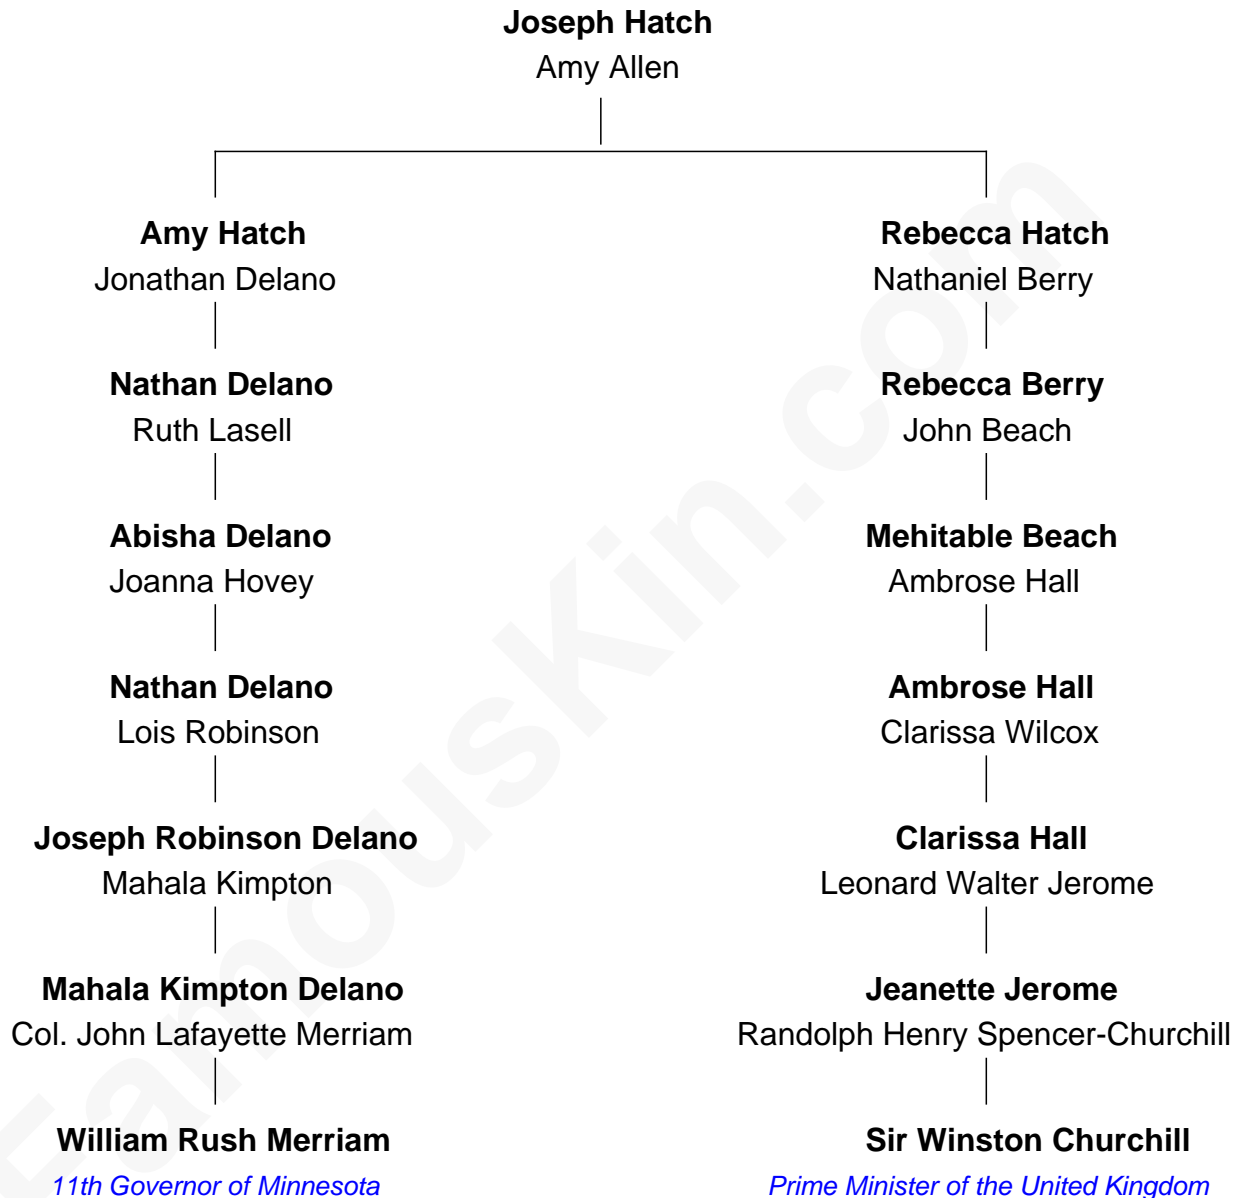 Joseph Hatch
Amy Allen
Amy Hatch
Jonathan Delano
Rebecca Hatch
Nathaniel Berry
Nathan Delano
Ruth Lasell
Rebecca Berry
John Beach
Abisha Delano
Joanna Hovey
Mehitable Beach
Ambrose Hall
Nathan Delano
Lois Robinson
Ambrose Hall
Clarissa Wilcox
Joseph Robinson Delano
Mahala Kimpton
Clarissa Hall
Leonard Walter Jerome
Mahala Kimpton Delano
Col. John Lafayette Merriam
Jeanette Jerome
Randolph Henry Spencer-Churchill
William Rush Merriam
11th Governor of Minnesota
Sir Winston Churchill
Prime Minister of the United Kingdom
FamousKin.com